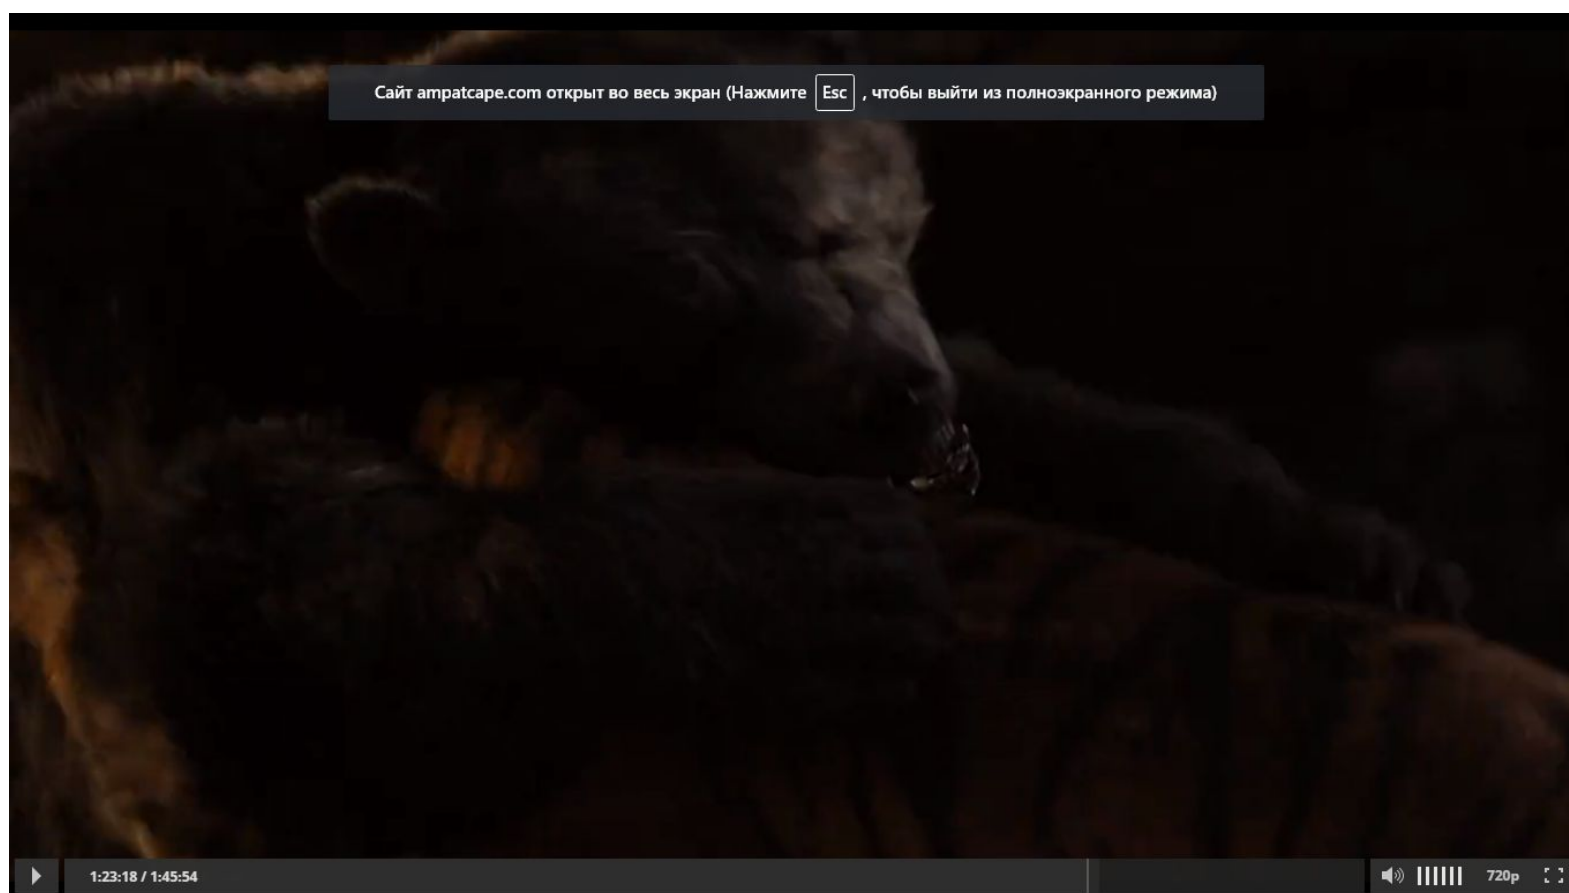 Сайт ampatcape.com открыт во весь экран (Нажмите Esc , чтобы выйти из полноэкранного режима)
1:23:18 / 1:45:54 720p